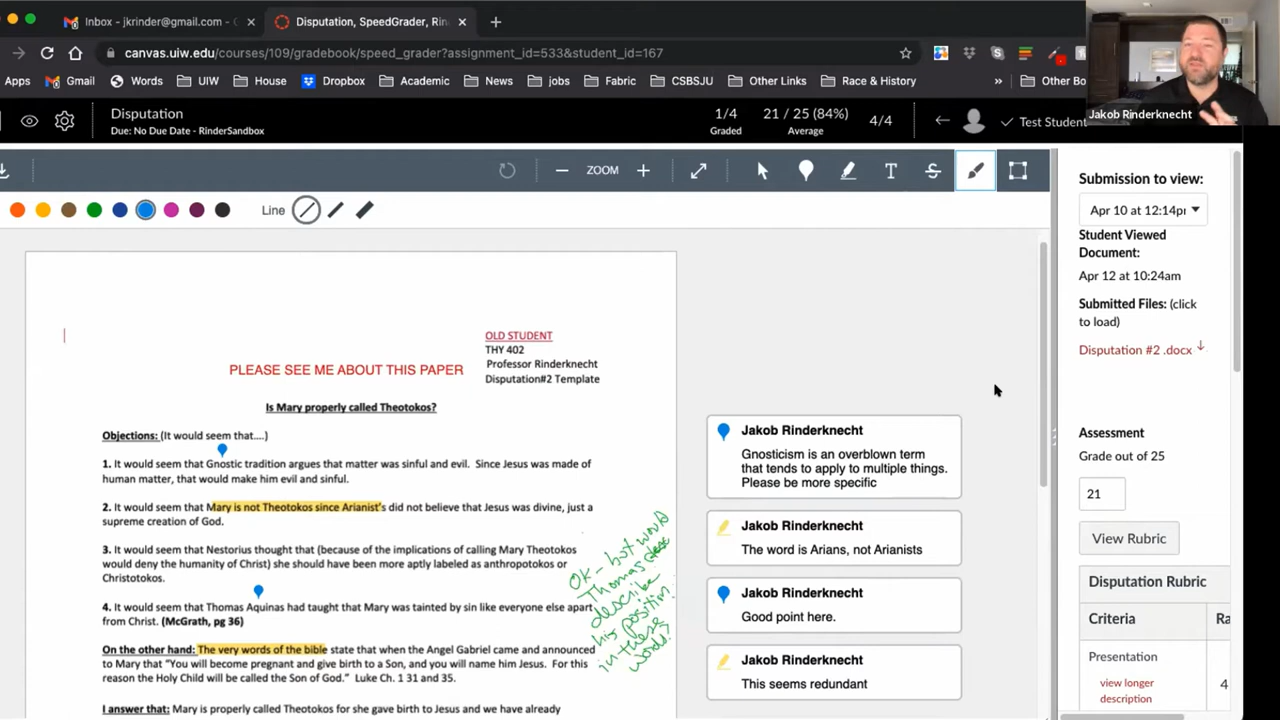 Inbox - jkrinder@gmail.com -
Disputation, SpeedGrader, Rin
canvas.uiw.edu/courses/109/gradebook/speed_grader?assignment_id=533&student_id=167
Apps
Gmail
Words
UIW
House
Dropbox
Academic
News
jobs
Fabric
CSBSJU
Other Links
Race & History
»
Other Bo
Jakob Rinderknecht
Disputation
Due: No Due Date - RinderSandbox
1/4
Graded
21 / 25 (84%)
Average
4/4
Test Student
ZOOM
Line
OLD STUDENT
THY 402
Professor Rinderknecht
Disputation#2 Template
PLEASE SEE ME ABOUT THIS PAPER
Is Mary properly called Theotokos?
Objections: (It would seem that....)
1. It would seem that Gnostic tradition argues that matter was sinful and evil. Since Jesus was made of
human matter, that would make him evil and sinful.
2. It would seem that Mary is not Theotokos since Arianist's did not believe that Jesus was divine, just a
supreme creation of God.
3. It would seem that Nestorius thought that (because of the implications of calling Mary Theotokos
would deny the humanity of Christ) she should have been more aptly labeled as anthropotokos or
Christotokos.
4. It would seem that Thomas Aquinas had taught that Mary was tainted by sin like everyone else apart
from Christ. (McGrath, pg 36)
On the other hand: The very words of the bible state that when the Angel Gabriel came and announced
to Mary that "You will become pregnant and give birth to a Son, and you will name him Jesus. For this
reason the Holy Child will be called the Son of God." Luke Ch. 1 31 and 35.
I answer that: Mary is properly called Theotokos for she gave birth to Jesus and we have already
OK - but would
Thomas
describe
his position
in these
words?
Jakob Rinderknecht
Gnosticism is an overblown term
that tends to apply to multiple things.
Please be more specific
Jakob Rinderknecht
The word is Arians, not Arianists
Jakob Rinderknecht
Good point here.
Jakob Rinderknecht
This seems redundant
Submission to view:
Apr 10 at 12:14pm
Student Viewed
Document:
Apr 12 at 10:24am
Submitted Files: (click
to load)
Disputation #2 .docx
Assessment
Grade out of 25
21
View Rubric
Disputation Rubric
Criteria
Ra
Presentation
view longer
description
4